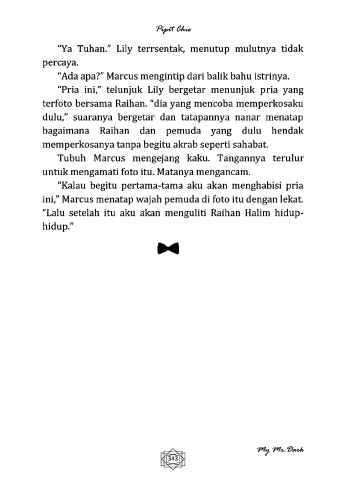 Pipit Chie
“Ya Tuhan.” Lily terrsentak, menutup mulutnya tidak
percaya.
“Ada apa?” Marcus mengintip dari balik bahu istrinya.
“Pria ini,” telunjuk Lily bergetar menunjuk pria yang
terfoto bersama Raihan. “dia yang mencoba memperkosaku
dulu,” suaranya bergetar dan tatapannya nanar menatap
bagaimana Raihan dan pemuda yang dulu hendak
memperkosanya tanpa begitu akrab seperti sahabat.
Tubuh Marcus mengejang kaku. Tangannya terulur
untuk mengamati foto itu. Matanya mengancam.
“Kalau begitu pertama-tama aku akan menghabisi pria
ini,” Marcus menatap wajah pemuda di foto itu dengan lekat.
“Lalu setelah itu aku akan menguliti Raihan Halim hidup-
hidup.”
My Mr. Dark
343